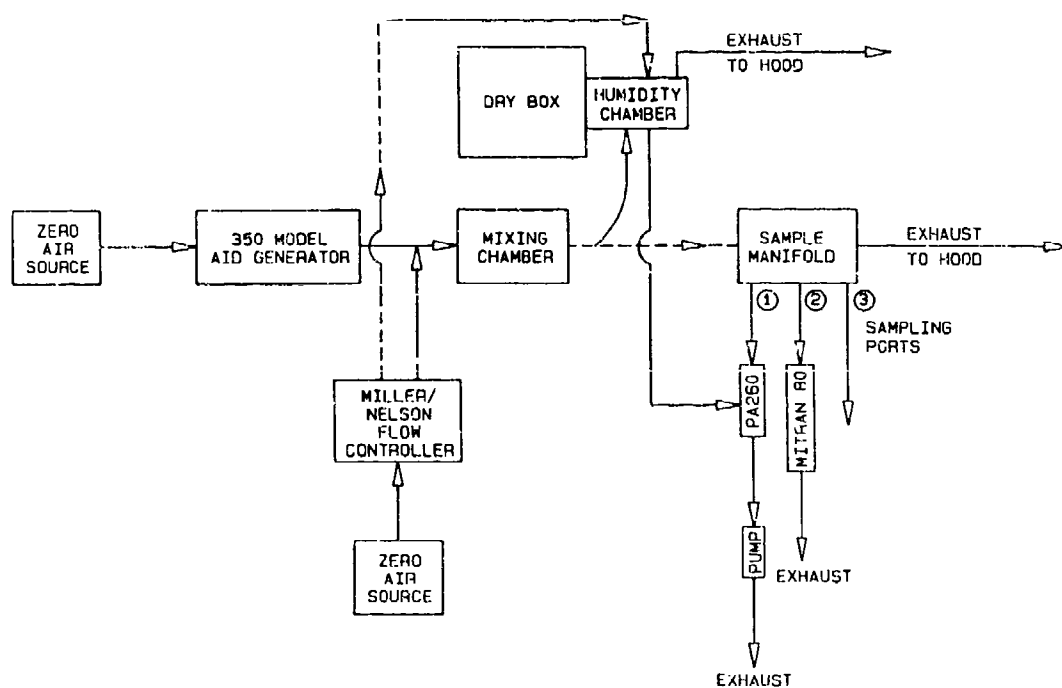 EXHAUST
TO HOOD
DRY BOX
HUMIDITY
CHAMBER
ZERO
AIR
SOURCE
350 MODEL
AID GENERATOR
MIXING
CHAMBER
SAMPLE
MANIFOLD
EXHAUST
TO HOOD
1
2
3
SAMPLING
PORTS
MILLER/
NELSON
FLOW
CONTROLLER
PA260
MITRAN 80
ZERO
AIR
SOURCE
PUMP
EXHAUST
EXHAUST